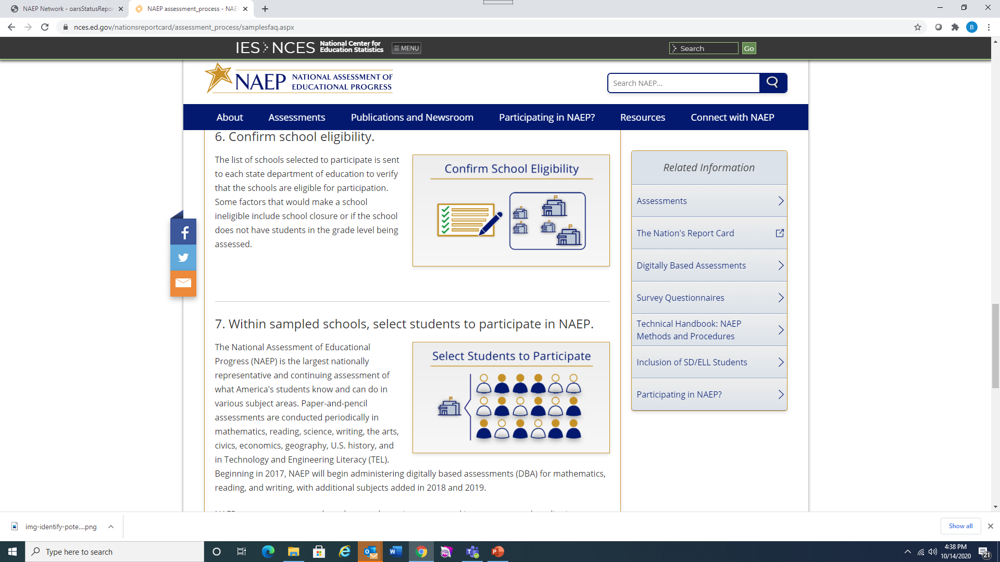 NAEP Network - oarsStatusRepor
NAEP assessment_process - NAE
nces.ed.gov/nationsreportcard/assessment_process/samplesfaq.aspx
B
IES NCES National Center for
Education Statistics
MENU
Search
Go
NAEP NATIONAL ASSESSMENT OF
EDUCATIONAL PROGRESS
Search NAEP...
About Assessments Publications and Newsroom Participating in NAEP? Resources Connect with NAEP
6. Confirm school eligibility.
The list of schools selected to participate is sent
to each state department of education to verify
that the schools are eligible for participation.
Some factors that would make a school
ineligible include school closure or if the school
does not have students in the grade level being
assessed.
Confirm School Eligibility
7. Within sampled schools, select students to participate in NAEP.
The National Assessment of Educational
Progress (NAEP) is the largest nationally
representative and continuing assessment of
what America's students know and can do in
various subject areas. Paper-and-pencil
assessments are conducted periodically in
mathematics, reading, science, writing, the arts,
civics, economics, geography, U.S. history, and
in Technology and Engineering Literacy (TEL).
Beginning in 2017, NAEP will begin administering digitally based assessments (DBA) for mathematics,
reading, and writing, with additional subjects added in 2018 and 2019.
Select Students to Participate
Related Information
Assessments
The Nation's Report Card
Digitally Based Assessments
Survey Questionnaires
Technical Handbook: NAEP
Methods and Procedures
Inclusion of SD/ELL Students
Participating in NAEP?
img-identify-pote....png
Show all
Type here to search
4:38 PM
10/14/2020
21